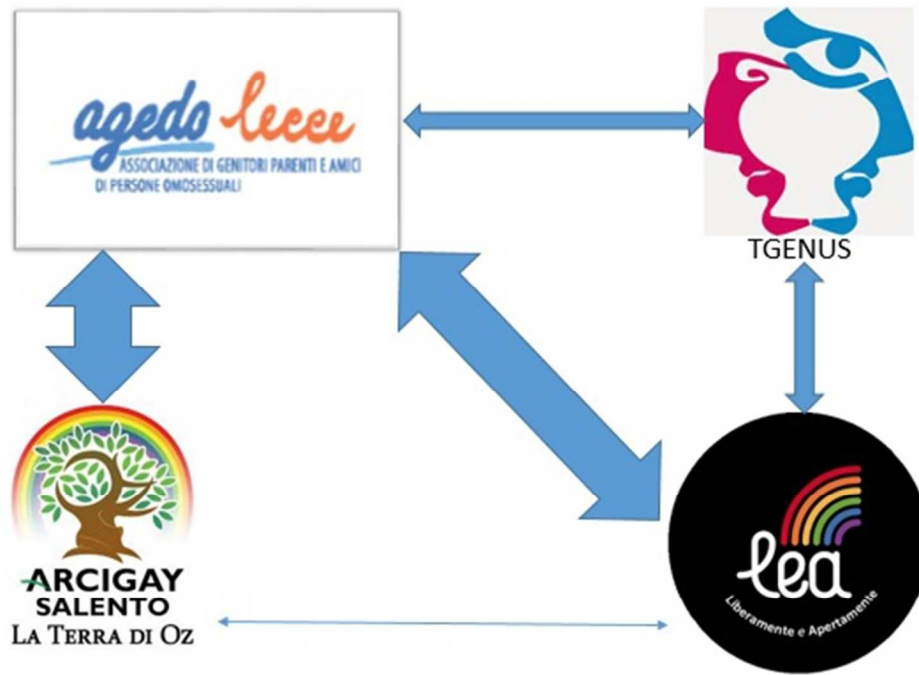 agedo lecce
ASSOCIAZIONE DI GENITORI PARENTI E AMICI
DI PERSONE OMOSESSUALI
TGENUS
ARCIGAY
SALENTO
LA TERRA DI OZ
lea
Liberamente e Apertamente